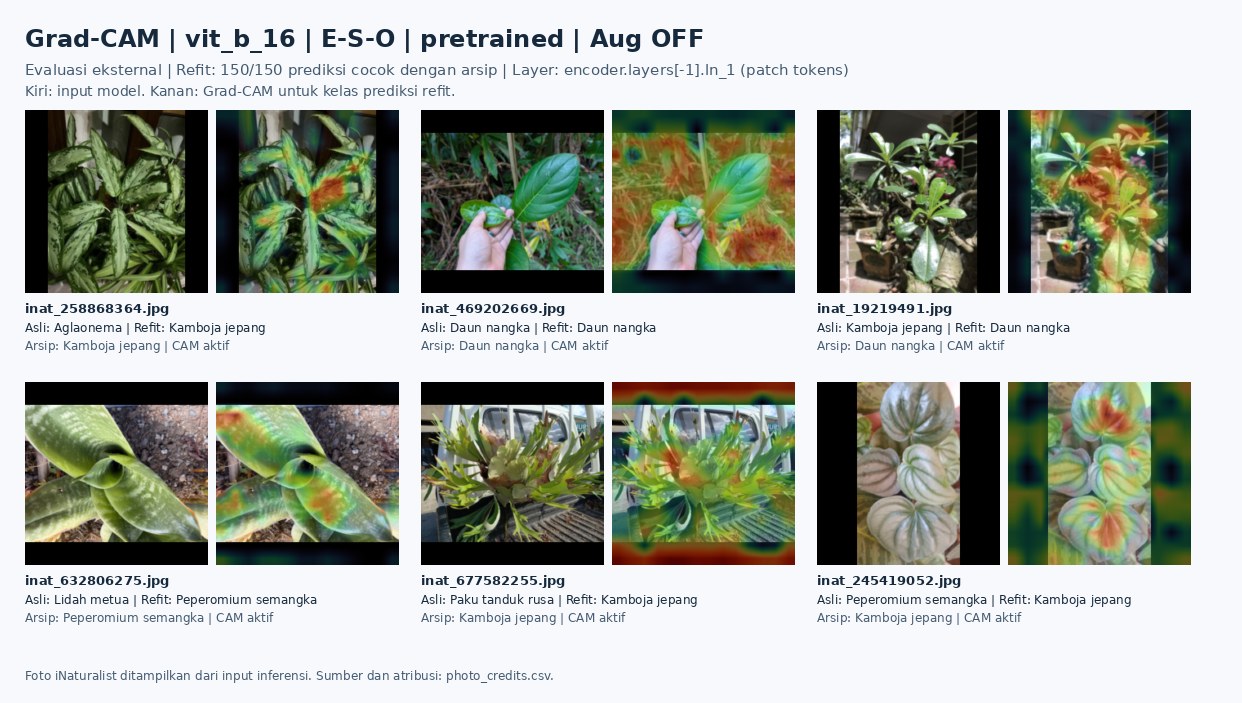 Grad-CAM | vit_b_16 | E-S-O | pretrained | Aug OFF
Evaluasi eksternal | Refit: 150/150 prediksi cocok dengan arsip | Layer: encoder.layers[-1].ln_1 (patch tokens)
Kiri: input model. Kanan: Grad-CAM untuk kelas prediksi refit.
inat_258868364.jpg
Asli: Aglaonema | Refit: Kamboja jepang
Arsip: Kamboja jepang | CAM aktif
inat_469202669.jpg
Asli: Daun nangka | Refit: Daun nangka
Arsip: Daun nangka | CAM aktif
inat_19219491.jpg
Asli: Kamboja jepang | Refit: Daun nangka
Arsip: Daun nangka | CAM aktif
inat_632806275.jpg
Asli: Lidah metua | Refit: Peperomium semangka
Arsip: Peperomium semangka | CAM aktif
inat_677582255.jpg
Asli: Paku tanduk rusa | Refit: Kamboja jepang
Arsip: Kamboja jepang | CAM aktif
inat_245419052.jpg
Asli: Peperomium semangka | Refit: Kamboja jepang
Arsip: Kamboja jepang | CAM aktif
Foto iNaturalist ditampilkan dari input inferensi. Sumber dan atribusi: photo_credits.csv.